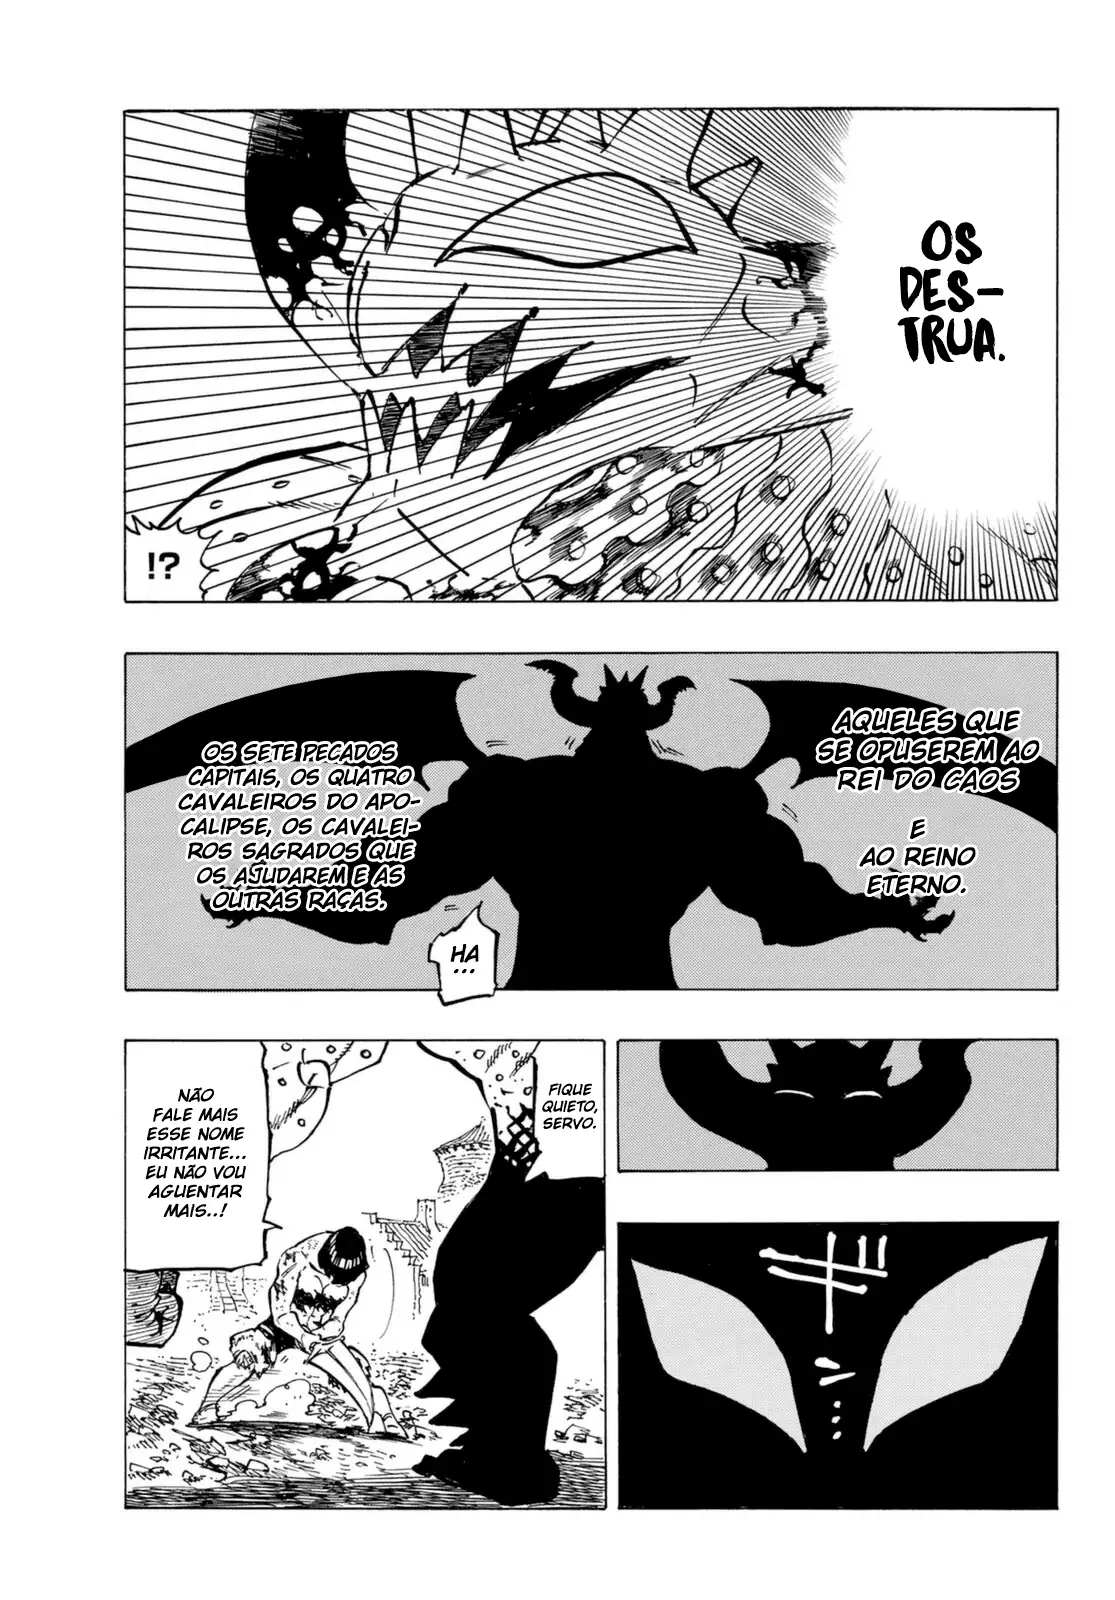 OS
DES-
TRUA.
!?
AQUELES QUE
SE OPUSEREM AO
REI DO CAOS
E
AO REINO
ETERNO.
OS SETE PECADOS
CAPITAIS, OS QUATRO
CAVALEIROS DO APO-
CALIPSE, OS CAVALEI-
ROS SAGRADOS QUE
OS AJUDAREM E AS
OUTRAS RAÇAS.
HA
...
ギ
ン
...
FIQUE
QUIETO,
SERVO.
NÃO
FALE MAIS
ESSE NOME
IRRITANTE...
EU NÃO VOU
AGUENTAR
MAIS..!